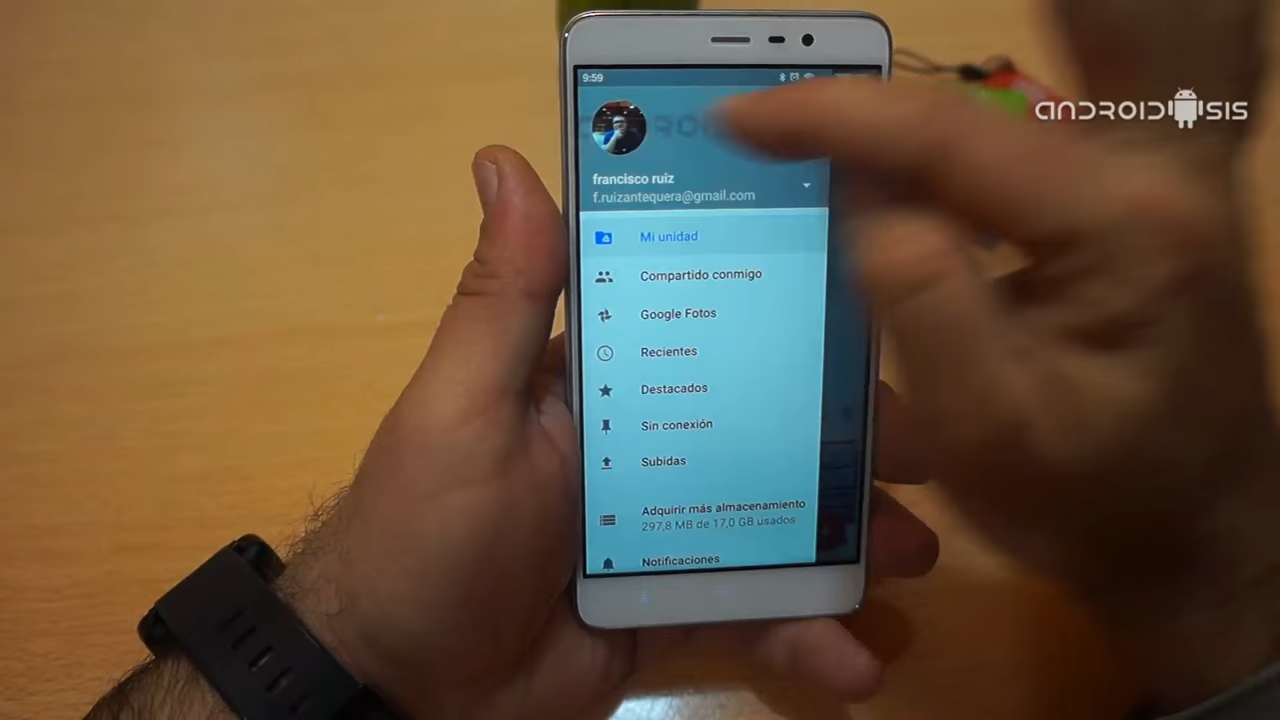 9:59
ANDROIDSIS
francisco ruiz
f.ruizantequera@gmail.com
Mi unidad
Compartido conmigo
Google Fotos
Recientes
Destacados
Sin conexión
Subidas
Adquirir más almacenamiento
297,8 MB de 17,0 GB usados
Notificaciones